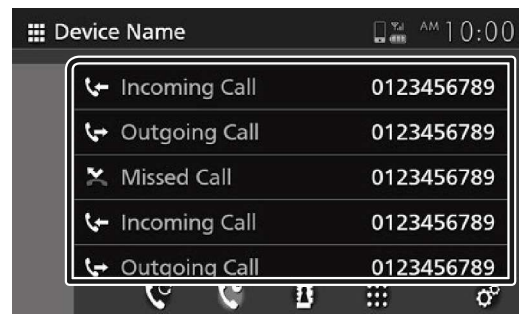 Device Name AM 10:00
Incoming Call 0123456789
Outgoing Call 0123456789
Missed Call 0123456789
Incoming Call 0123456789
Outgoing Call 0123456789